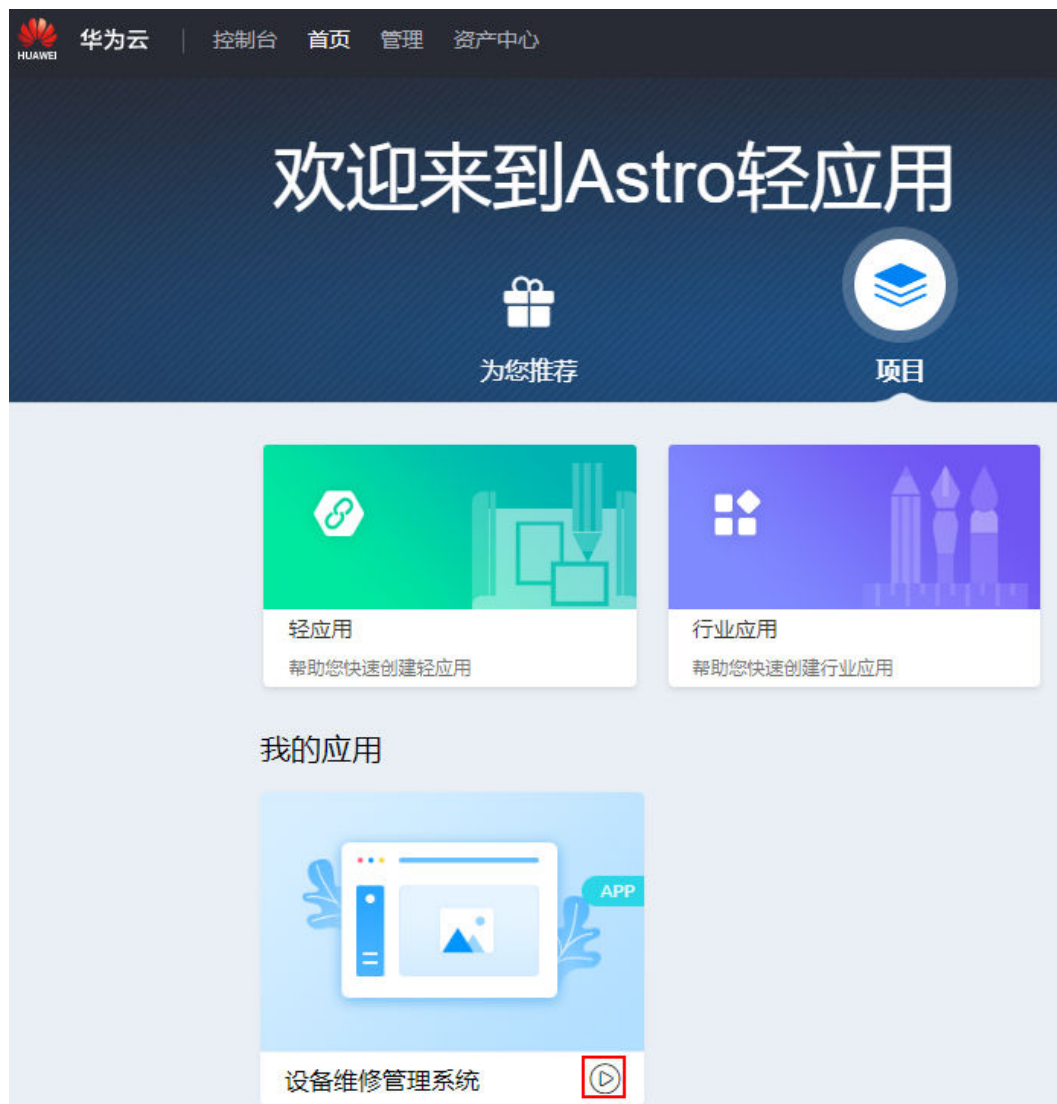 HUAWEI 华为云 | 控制台 首页 管理 资产中心
欢迎来到Astro轻应用
为您推荐 项目
轻应用 行业应用
帮助您快速创建轻应用 帮助您快速创建行业应用
我的应用
APP
设备维修管理系统